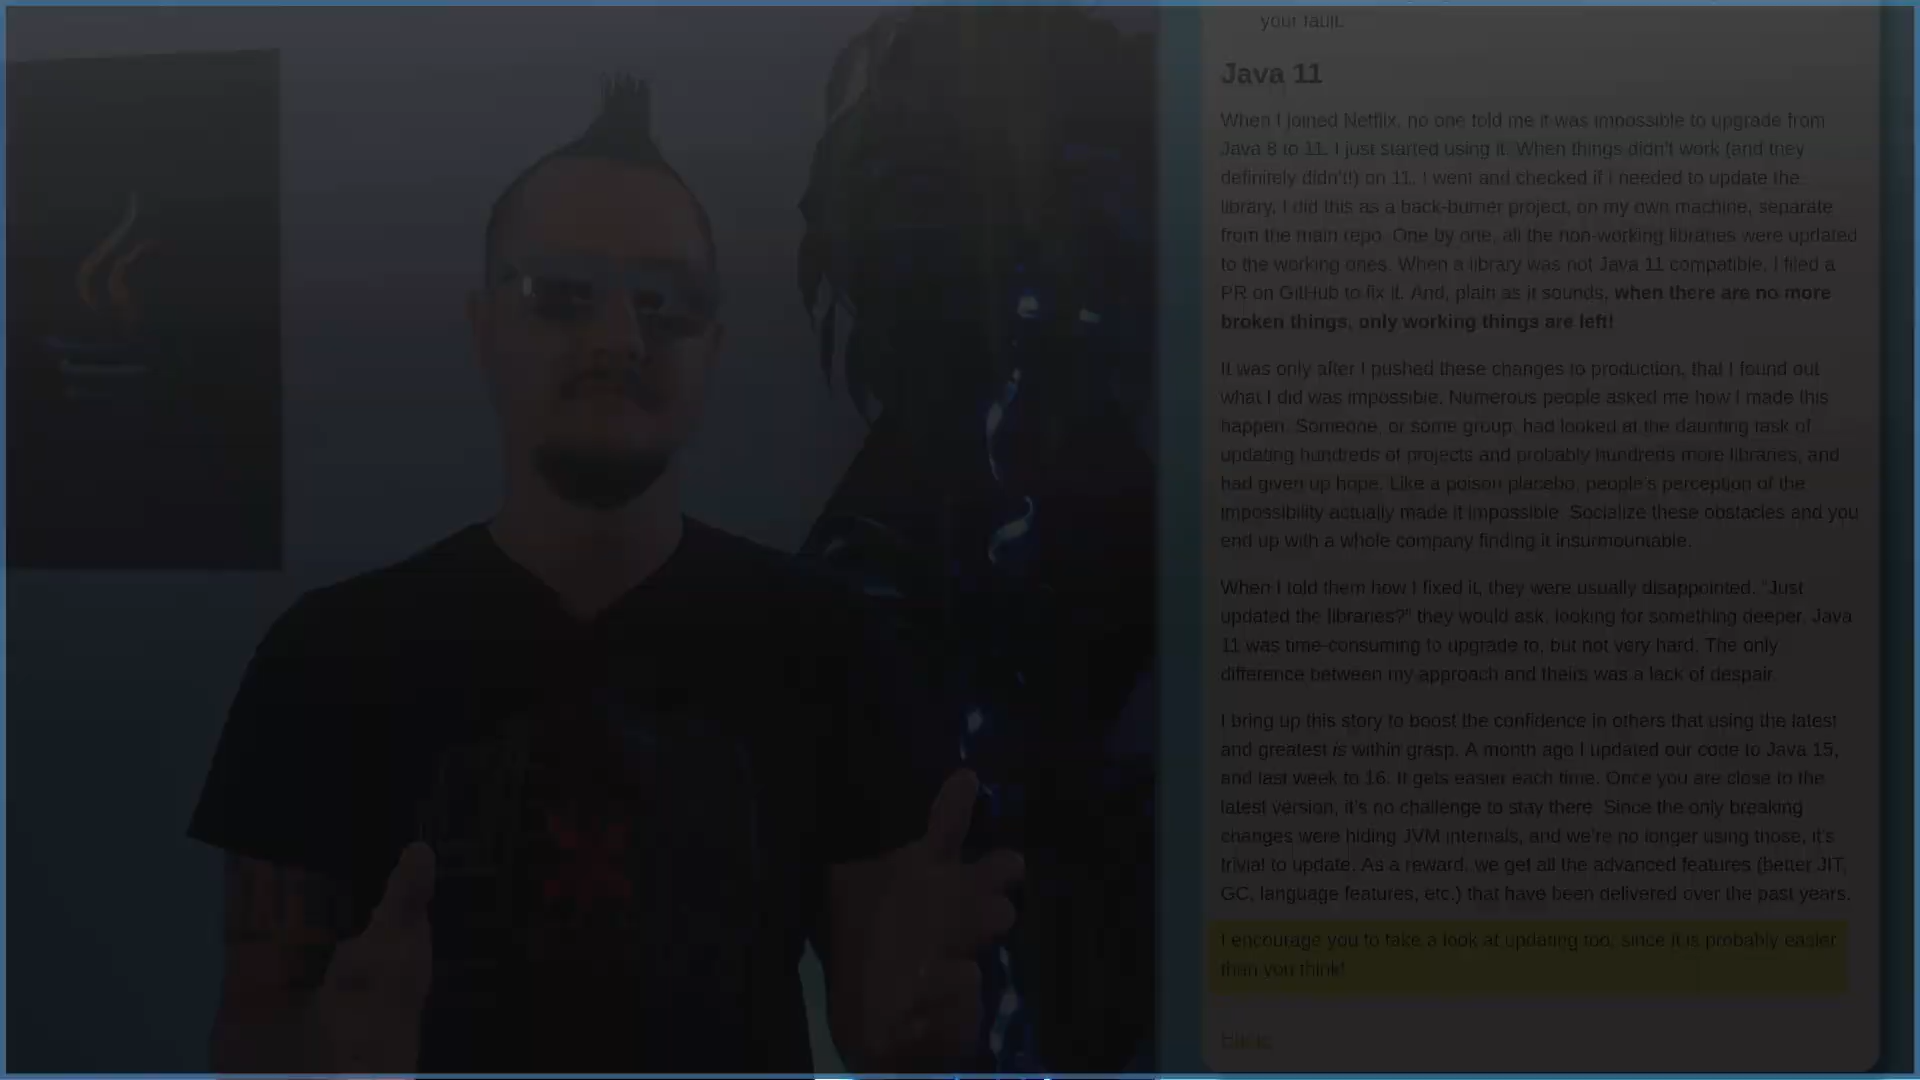 your fault.
Java 11
When I joined Netflix, no one told me it was impossible to upgrade from
Java 8 to 11. I just started using it. When things didn't work (and they
definitely didn't!) on 11, I went and checked if I needed to update the
library. I did this as a back-burner project, on my own machine, separate
from the main repo. One by one, all the non-working libraries were updated
to the working ones. When a library was not Java 11 compatible, I filed a
PR on GitHub to fix it. And, plain as it sounds, when there are no more
broken things, only working things are left!
It was only after I pushed these changes to production, that I found out
what I did was impossible. Numerous people asked me how I made this
happen. Someone, or some group, had looked at the daunting task of
updating hundreds of projects and probably hundreds more libraries, and
had given up hope. Like a poison placebo, people's perception of the
impossibility actually made it impossible. Socialize these obstacles and you
end up with a whole company finding it insurmountable.
When I told them how I fixed it, they were usually disappointed. "Just
updated the libraries?" they would ask, looking for something deeper. Java
11 was time-consuming to upgrade to, but not very hard. The only
difference between my approach and theirs was a lack of despair.
I bring up this story to boost the confidence in others that using the latest
and greatest is within grasp. A month ago I updated our code to Java 15,
and last week to 16. It gets easier each time. Once you are close to the
latest version, it's no challenge to stay there. Since the only breaking
changes were hiding JVM internals, and we're no longer using those, it's
trivial to update. As a reward, we get all the advanced features (better JIT,
GC, language features, etc.) that have been delivered over the past years.
I encourage you to take a look at updating too, since it is probably easier
than you think!